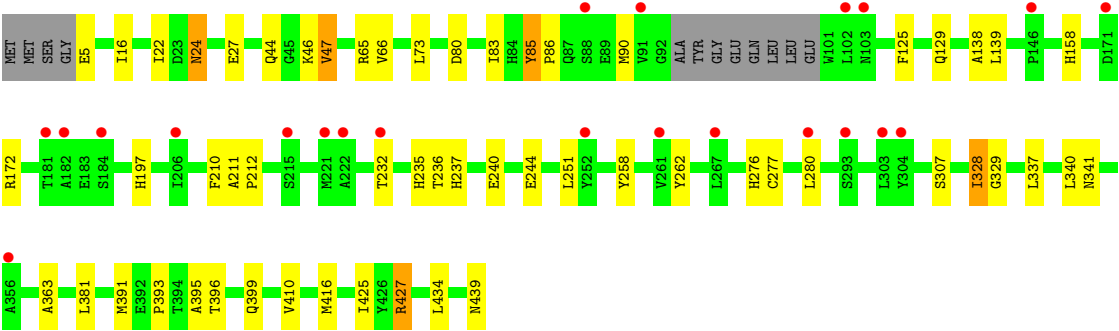 MET MET SER GLY E5 I16 I22 D23 N24 E27 Q44 G45 K46 V47 R65 V66 L73 D80 I83 H84 Y85 P86 Q87 S88 E89 M90 V91 G92 ALA TYR GLY GLU GLN LEU LEU GLU W101 L102 N103 F125 Q129 A138 L139 P146 H158 D171
R172 T181 A182 E183 S184 H197 I206 F210 A211 P212 S215 M221 A222 T232 H235 T236 H237 E240 E244 L251 Y252 Y258 V261 Y262 L267 H276 C277 L280 S293 L303 Y304 S307 I328 G329 L337 L340 N341
A356 A363 L381 M391 E392 P393 T394 A395 T396 Q399 V410 M416 I425 Y426 R427 L434 N439